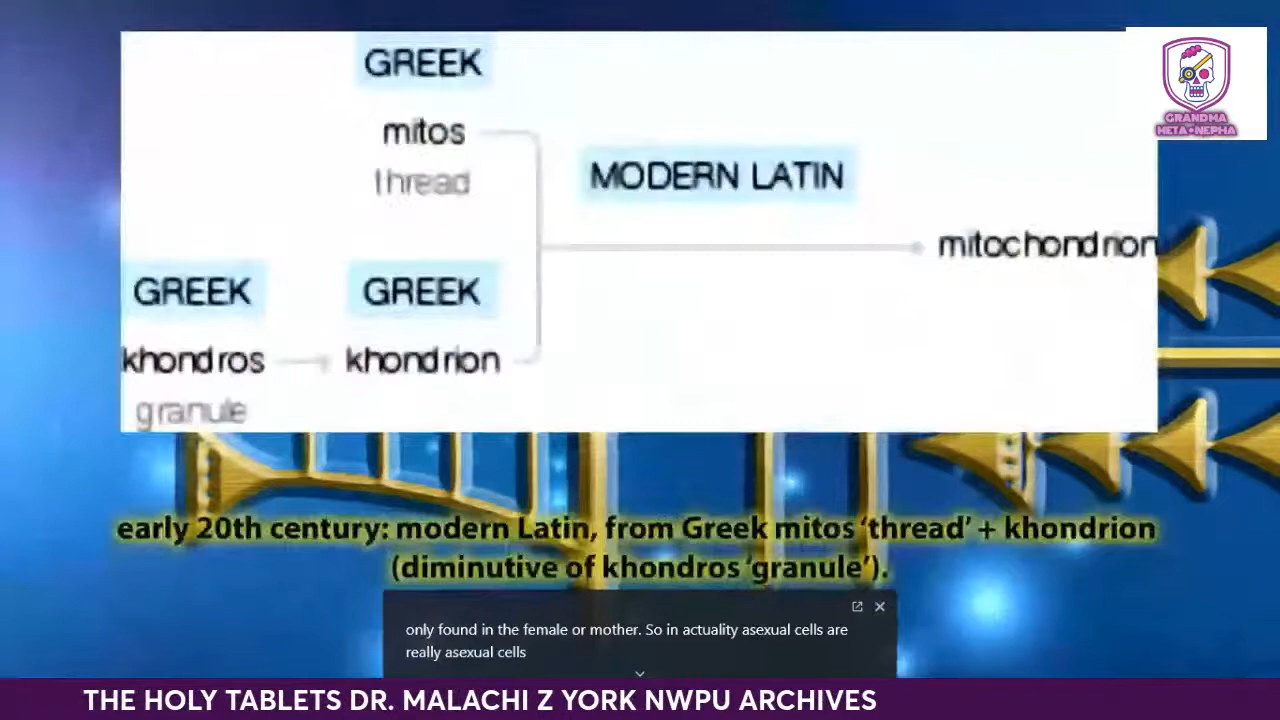 GREEK
mitos
thread
MODERN LATIN
mitochondrion
GREEK GREEK
khondros khondrion
granule
GRANDMA
META•NEPHA
early 20th century: modern Latin, from Greek mitos ‘thread’ + khondrion
(diminutive of khondros ‘granule’).
only found in the female or mother. So in actuality asexual cells are
really asexual cells
THE HOLY TABLETS DR. MALACHI Z YORK NWPU ARCHIVES